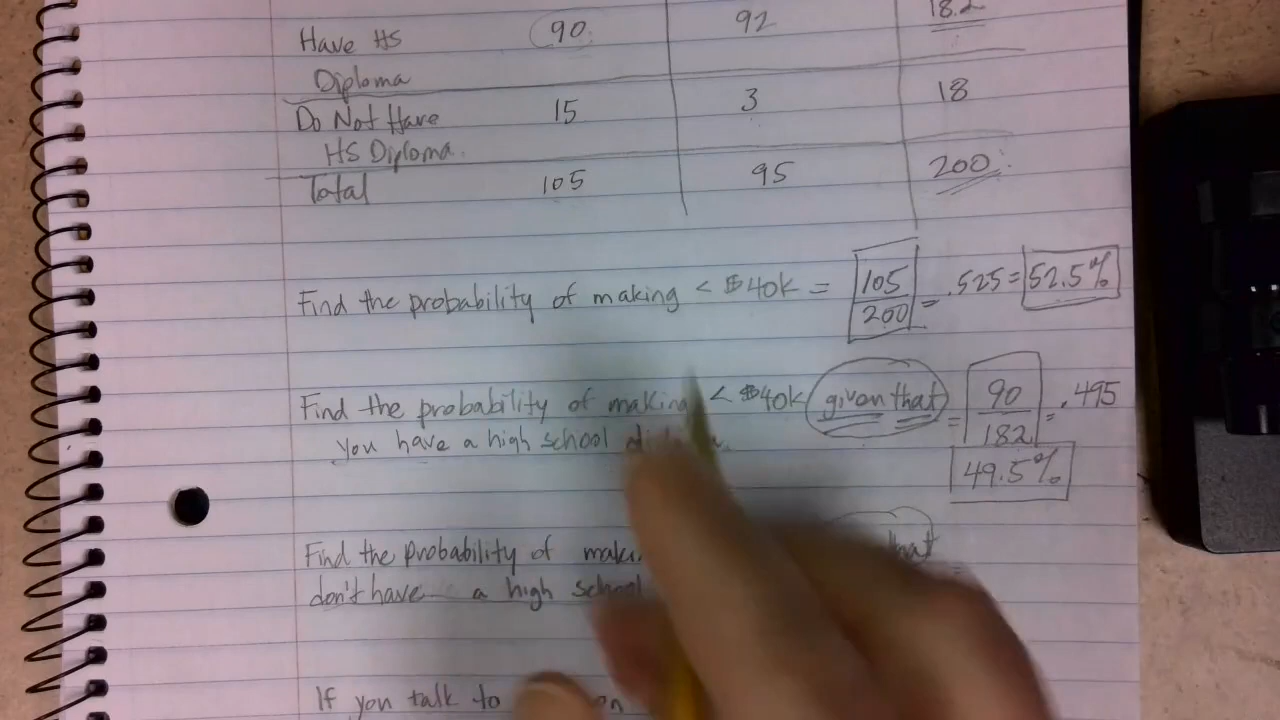 Have HS 90 92 182
Diploma
Do Not Have 15 3 18
HS Diploma
Total 105 95 200
Find the probability of making < $40k = 105/200 = .525 = 52.5%
Find the probability of making < $40k given that = 90/182 = .495
you have a high school
49.5%
Find the probability of that
don't have a high school
If you talk to